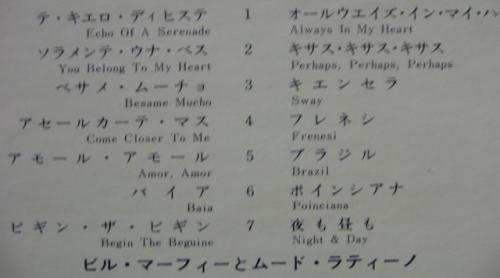 テ・キエロ・ディヒステ 1 オールウエイズ・イン・マイ・ハ
Echo Of A Serenade Always In My Heart
ソラメンテ・ウナ・ベス 2 キサス・キサス・キサス
You Belong To My Heart Perhaps, Perhaps, Perhaps
ベサメ・ムーチョ 3 キエンセラ
Besame Mucho Sway
アセールカーテ・マス 4 フレネシ
Come Closer To Me Frenesi
アモール・アモール 5 ブラジル
Amor, Amor Brazil
バイア 6 ポインシアナ
Baia Poinciana
ビギン・ザ・ビギン 7 夜も昼も
Begin The Beguine Night & Day
ビル・マーフィーとムード・ラティーノ